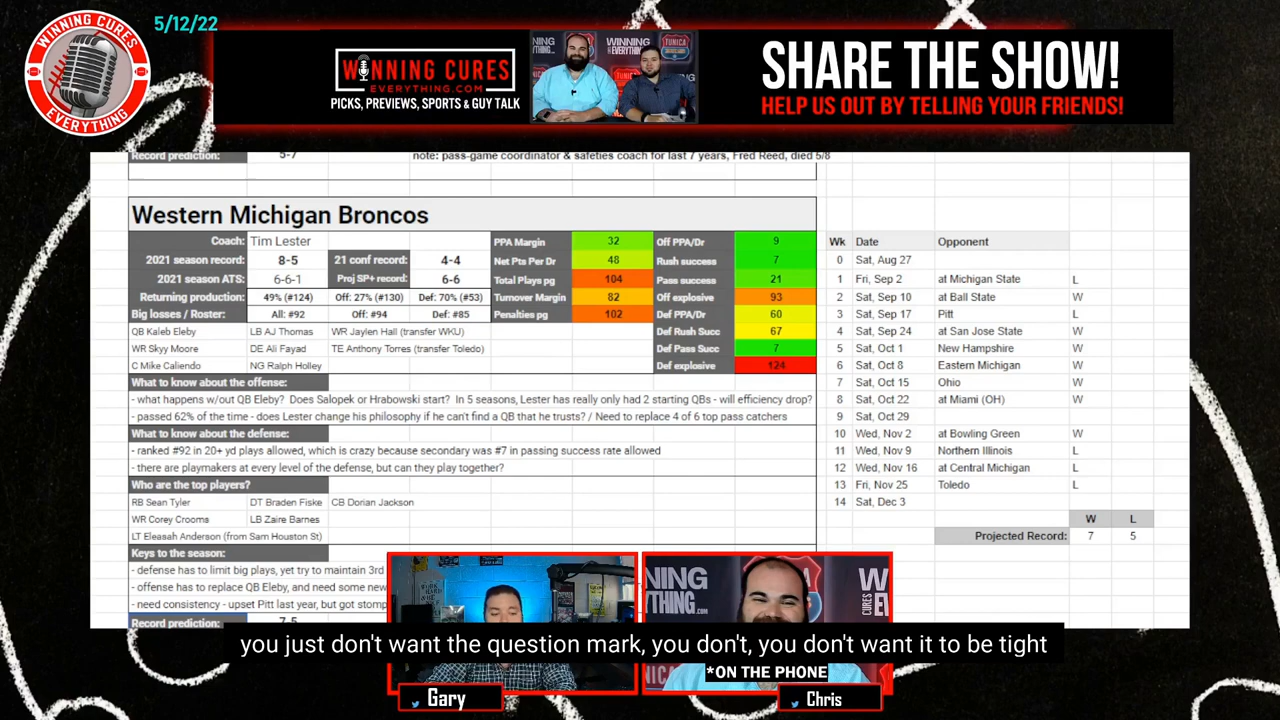 5/12/22
WINNING CURES
EVERYTHING
WINNING CURES
EVERYTHING.COM
PICKS, PREVIEWS, SPORTS & GUY TALK
SHARE THE SHOW!
HELP US OUT BY TELLING YOUR FRIENDS!
Record prediction: 5-7 note: pass-game coordinator & safeties coach for last 7 years, Fred Reed, died 5/8
Western Michigan Broncos
Coach: Tim Lester PPA Margin 32 Off PPA/Dr 9
2021 season record: 8-5 21 conf record: 4-4 Net Pts Per Dr 48 Rush success 7
2021 season ATS: 6-6-1 Proj SP+ record: 6-6 Total Plays pg 104 Pass success 21
Returning production: 49% (#124) Off: 27% (#130) Def: 70% (#53) Turnover Margin 82 Off explosive 93
Big losses / Roster: All: #92 Off: #94 Def: #85 Penalties pg 102 Def PPA/Dr 60
QB Kaleb Eleby LB AJ Thomas WR Jaylen Hall (transfer WKU) Def Rush Succ 67
WR Skyy Moore DE Ali Fayad TE Anthony Torres (transfer Toledo) Def Pass Succ 7
C Mike Caliendo NG Ralph Holley Def explosive 124
What to know about the offense:
- what happens w/out QB Eleby? Does Salopek or Hrabowski start? In 5 seasons, Lester has really only had 2 starting QBs - will efficiency drop?
- passed 62% of the time - does Lester change his philosophy if he can't find a QB that he trusts? / Need to replace 4 of 6 top pass catchers
What to know about the defense:
- ranked #92 in 20+ yd plays allowed, which is crazy because secondary was #7 in passing success rate allowed
- there are playmakers at every level of the defense, but can they play together?
Who are the top players?
RB Sean Tyler DT Braden Fiske CB Dorian Jackson
WR Corey Crooms LB Zaire Barnes
LT Eleasah Anderson (from Sam Houston St)
Keys to the season:
- defense has to limit big plays, yet try to maintain 3rd
- offense has to replace QB Eleby, and need some new
- need consistency - upset Pitt last year, but got stomp
Record prediction: 7-5
Wk Date Opponent
0 Sat, Aug 27
1 Fri, Sep 2 at Michigan State L
2 Sat, Sep 10 at Ball State W
3 Sat, Sep 17 Pitt L
4 Sat, Sep 24 at San Jose State W
5 Sat, Oct 1 New Hampshire W
6 Sat, Oct 8 Eastern Michigan W
7 Sat, Oct 15 Ohio W
8 Sat, Oct 22 at Miami (OH) W
9 Sat, Oct 29
10 Wed, Nov 2 at Bowling Green W
11 Wed, Nov 9 Northern Illinois L
12 Wed, Nov 16 at Central Michigan L
13 Fri, Nov 25 Toledo L
14 Sat, Dec 3
W L
Projected Record: 7 5
you just don't want the question mark, you don't, you don't want it to be tight
*ON THE PHONE
Gary
Chris